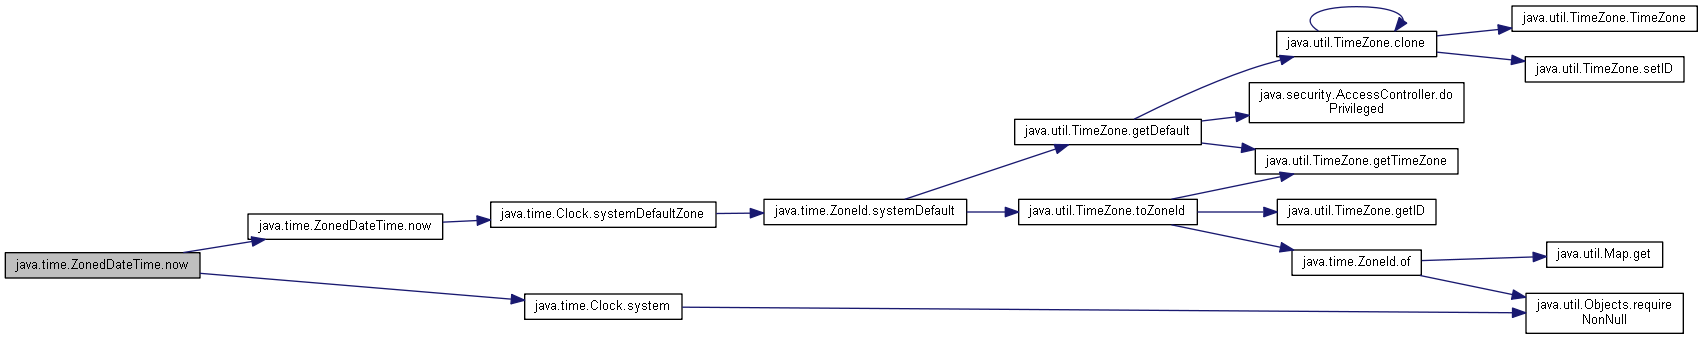 java.time.ZonedDateTime.now
java.time.ZonedDateTime.now
java.time.Clock.systemDefaultZone
java.time.ZoneId.systemDefault
java.util.TimeZone.getDefault
java.util.TimeZone.clone
java.util.TimeZone.TimeZone
java.util.TimeZone.setID
java.security.AccessController.do
Privileged
java.util.TimeZone.getTimeZone
java.util.TimeZone.toZoneId
java.util.TimeZone.getID
java.time.ZoneId.of
java.util.Map.get
java.util.Objects.require
NonNull
java.time.Clock.system